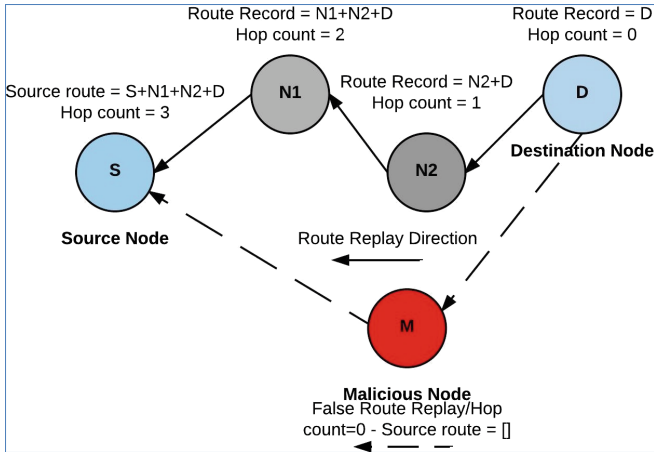 Route Record = N1+N2+D
Hop count = 2
Route Record = D
Hop count = 0
Source route = S+N1+N2+D
Hop count = 3
N1
Route Record = N2+D
Hop count = 1
D
S
N2
Destination Node
Source Node
Route Replay Direction
M
Malicious Node
False Route Replay/Hop
count=0 - Source route = []